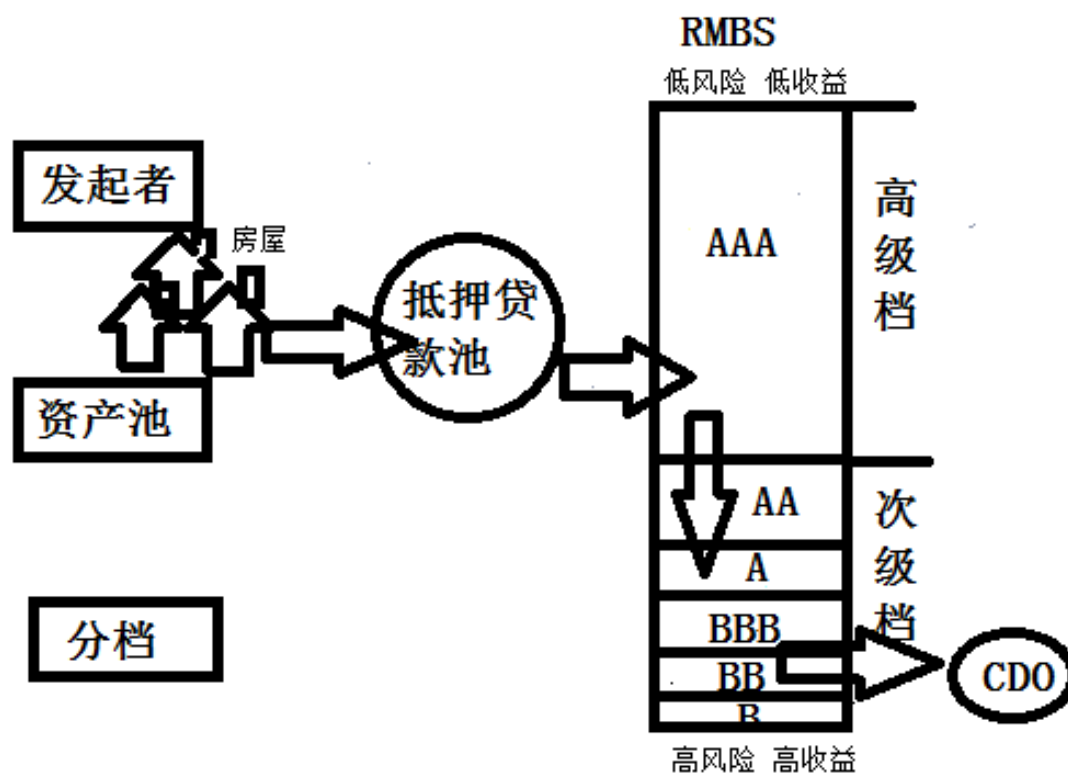 RMBS
低风险 低收益
发起者
房屋
抵押贷
款池
资产池
分档
AAA
AA
A
BBB
BB
B
高级档
次级档
CDO
高风险 高收益